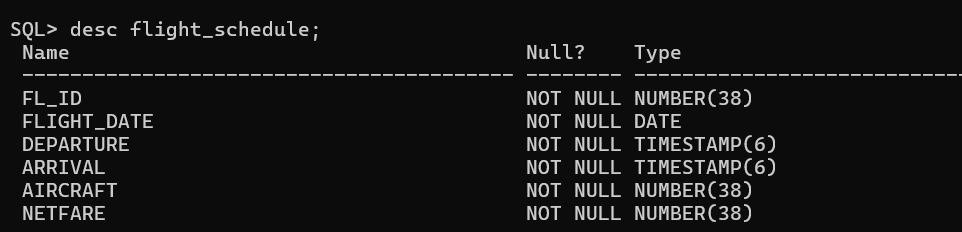 SQL> desc flight_schedule;
Name Null? Type
----------------------------------------- -------- ----------------------------
FL_ID NOT NULL NUMBER(38)
FLIGHT_DATE NOT NULL DATE
DEPARTURE NOT NULL TIMESTAMP(6)
ARRIVAL NOT NULL TIMESTAMP(6)
AIRCRAFT NOT NULL NUMBER(38)
NETFARE NOT NULL NUMBER(38)